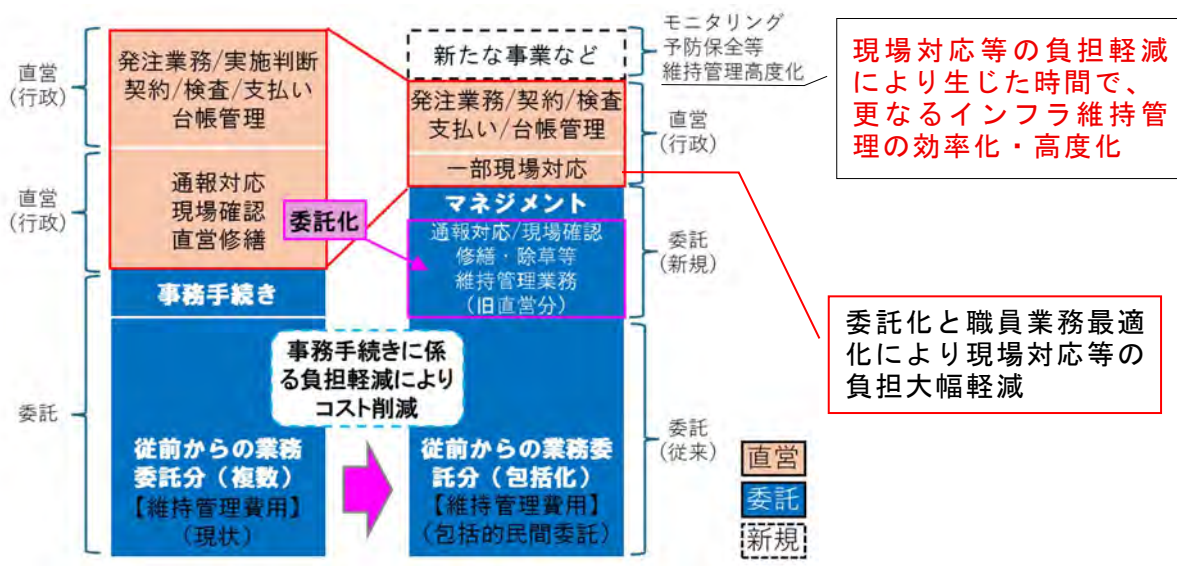 直営
(行政)
発注業務/実施判断
契約/検査/支払い
台帳管理
直営
(行政)
通報対応
現場確認
直営修繕
委託化
委託
事務手続き
従前からの業務
委託分（複数）
【維持管理費用】
（現状）
事務手続きに係
る負担軽減により
コスト削減
新たな事業など
モニタリング
予防保全等
維持管理高度化
発注業務/契約/検査
支払い/台帳管理
直営
(行政)
一部現場対応
マネジメント
通報対応/現場確認
修繕・除草等
維持管理業務
（旧直営分）
委託
(新規)
従前からの業務委
託分（包括化）
【維持管理費用】
（包括的民間委託）
委託
(従来)
現場対応等の負担軽減
により生じた時間で、
更なるインフラ維持管
理の効率化・高度化
委託化と職員業務最適
化により現場対応等の
負担大幅軽減
直営
委託
新規